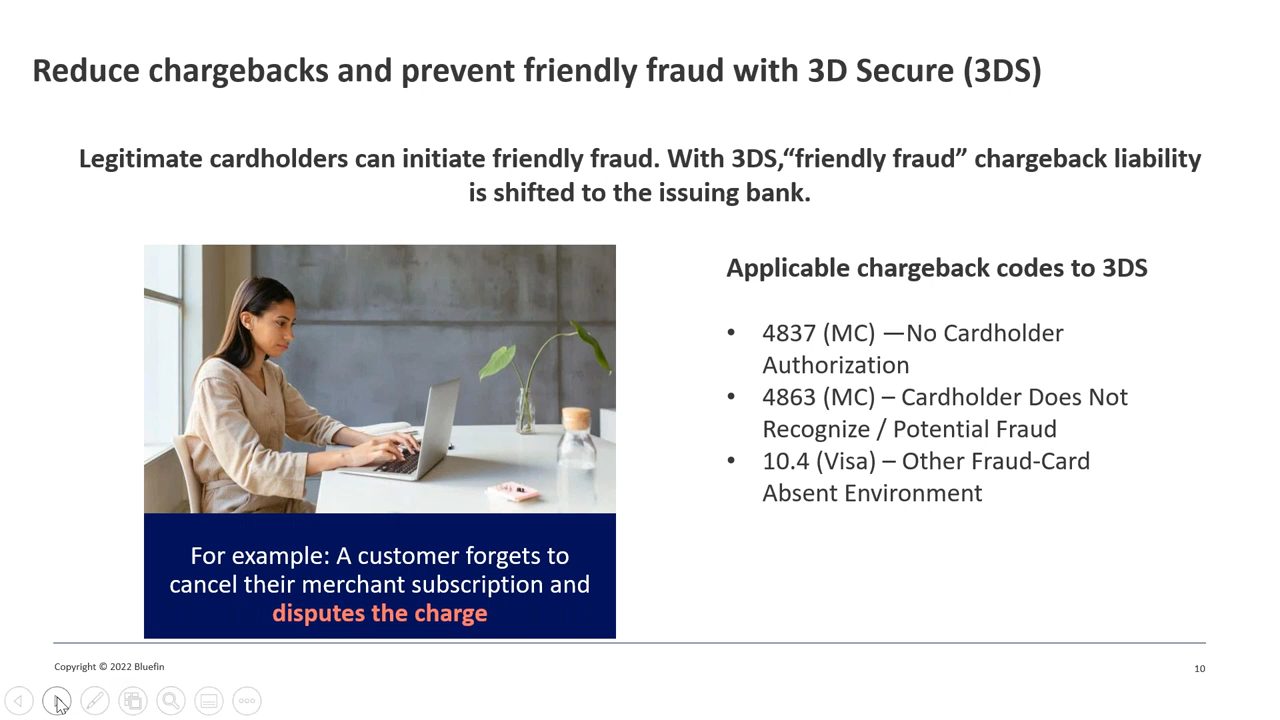 Reduce chargebacks and prevent friendly fraud with 3D Secure (3DS)
Legitimate cardholders can initiate friendly fraud. With 3DS,“friendly fraud” chargeback liability
is shifted to the issuing bank.
For example: A customer forgets to
cancel their merchant subscription and
disputes the charge
Applicable chargeback codes to 3DS
• 4837 (MC) —No Cardholder
Authorization
• 4863 (MC) – Cardholder Does Not
Recognize / Potential Fraud
• 10.4 (Visa) – Other Fraud-Card
Absent Environment
Copyright © 2022 Bluefin
10